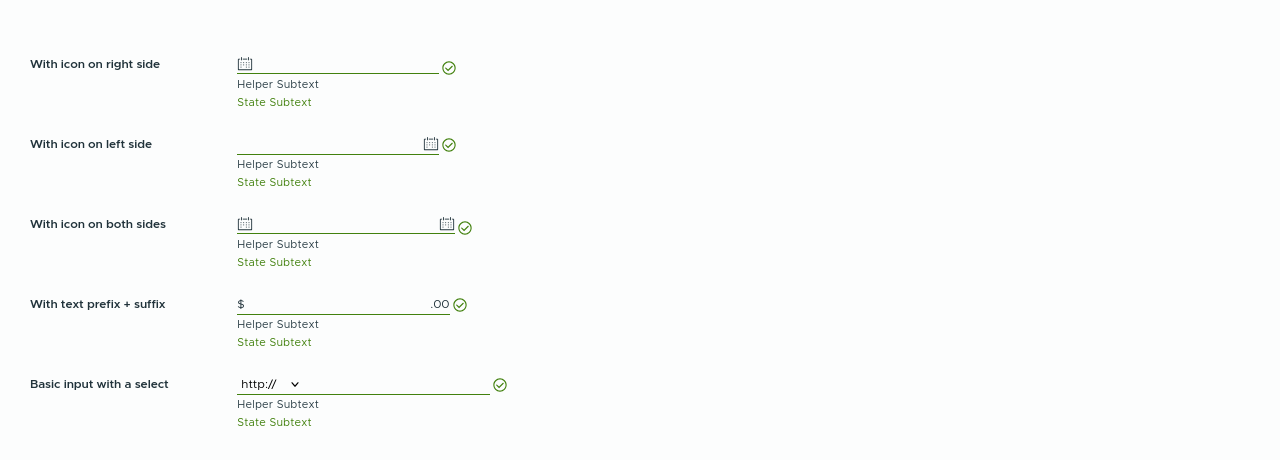 With icon on right side
Helper Subtext
State Subtext
With icon on left side
Helper Subtext
State Subtext
With icon on both sides
Helper Subtext
State Subtext
With text prefix + suffix $ .00
Helper Subtext
State Subtext
Basic input with a select http://
Helper Subtext
State Subtext